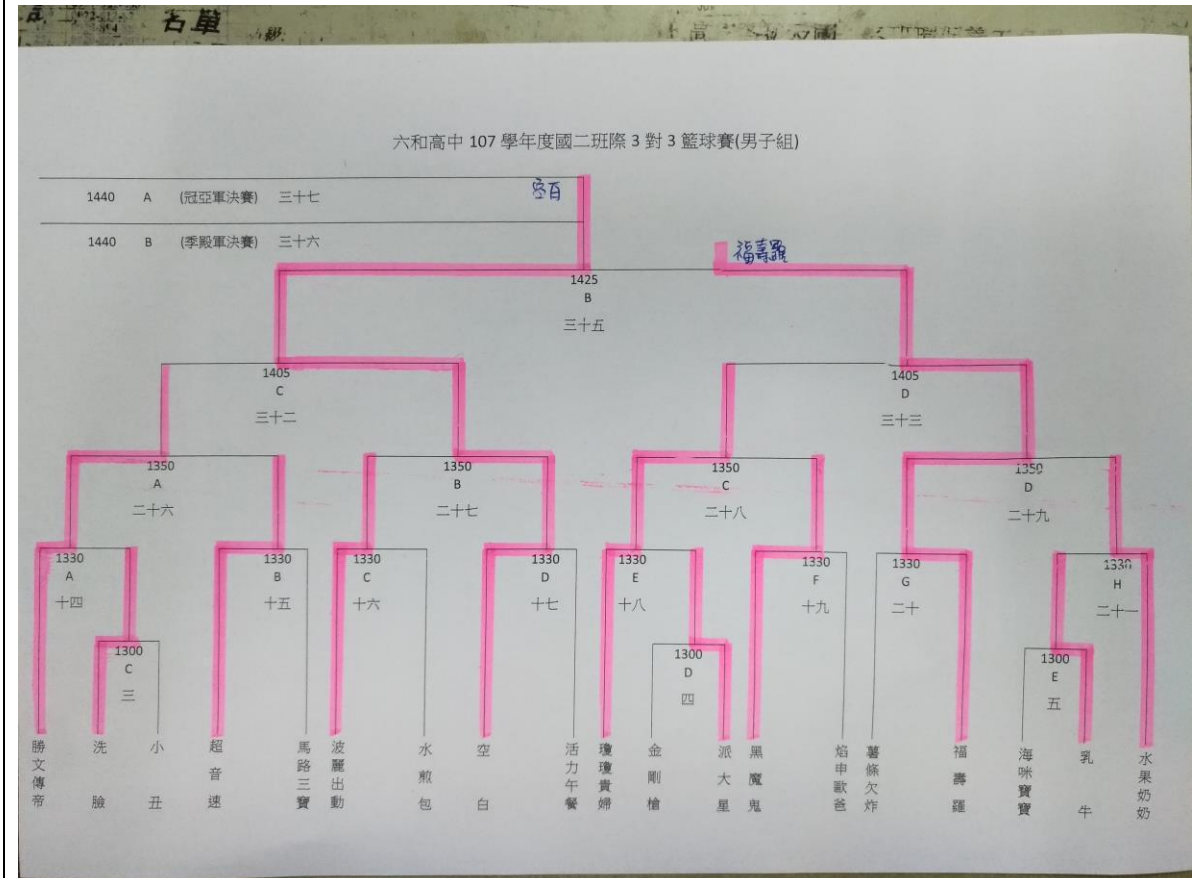 名單
六和高中 107 學年度國二班際 3 對 3 籃球賽(男子組)
1440 A (冠亞軍決賽) 三十七
空白
1440 B (季殿軍決賽) 三十六
福壽羅
1425
B
三十五
1405 1405
C D
三十二 三十三
1350 1350 1350 1350
A B C D
二十六 二十七 二十八 二十九
1330 1330 1330 1330 1330 1330 1330 1330
A B C D E F G H
十四 十五 十六 十七 十八 十九 二十 二十一
1300 1300 1300
C D E
三 四 五
勝文傳帝
洗臉
小丑
超音速
馬路三寶
波麗出動
水煎包
空白
活力午餐
瓊瓊貴婦
金剛槍
派大星
黑魔鬼
焰申歐爸
薯條欠炸
福壽羅
海咪寶寶
乳牛
水果奶奶